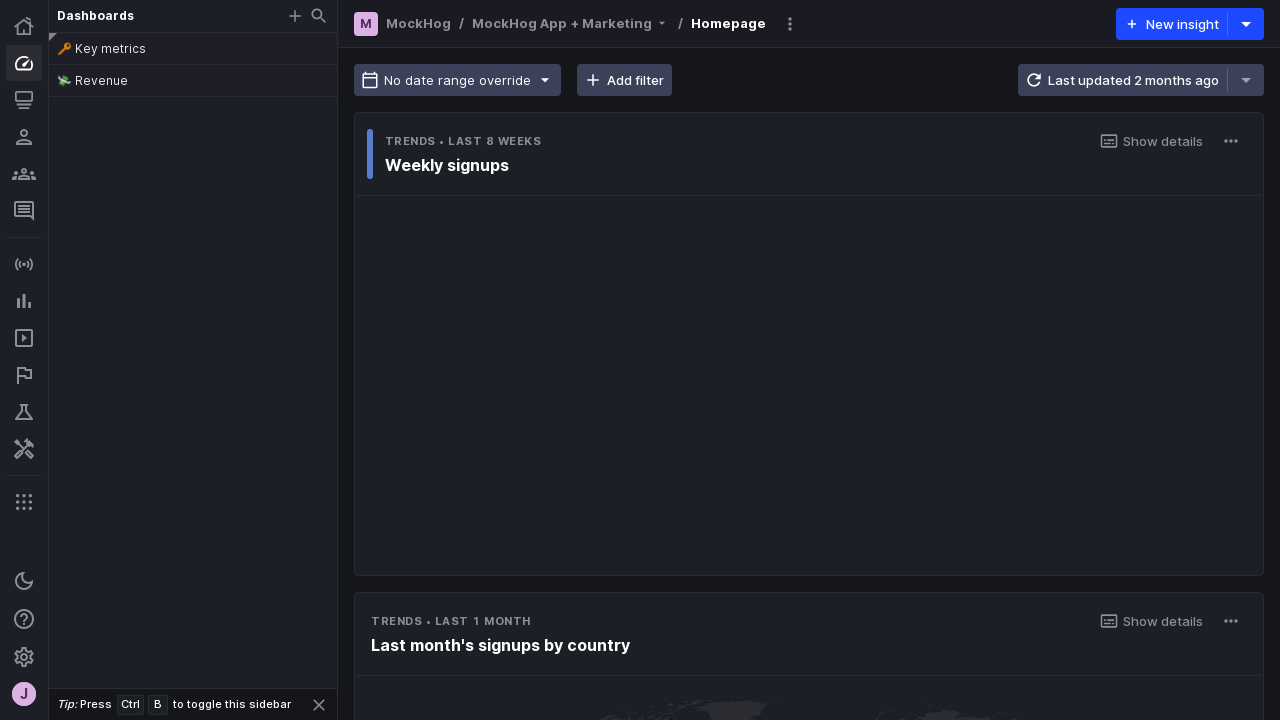 Dashboards
🔑 Key metrics
💸 Revenue
Tip: Press Ctrl B to toggle this sidebar
J
M MockHog / MockHog App + Marketing / Homepage
New insight
No date range override
Add filter
Last updated 2 months ago
TRENDS • LAST 8 WEEKS
Show details
Weekly signups
TRENDS • LAST 1 MONTH
Show details
Last month's signups by country